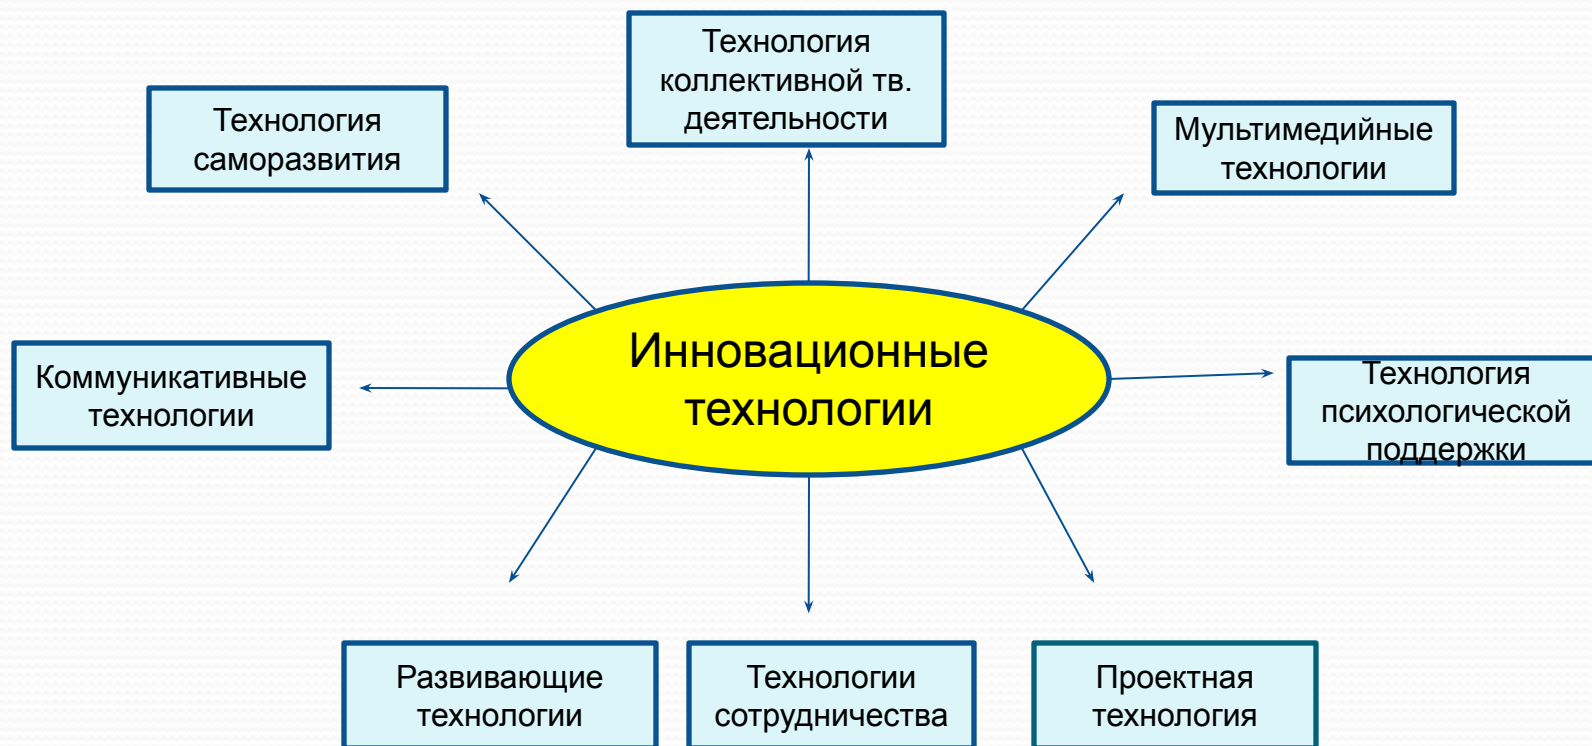 Технология
коллективной тв.
деятельности
Технология
саморазвития
Мультимедийные
технологии
Инновационные
технологии
Коммуникативные
технологии
Технология
психологической
поддержки
Развивающие
технологии
Технологии
сотрудничества
Проектная
технология